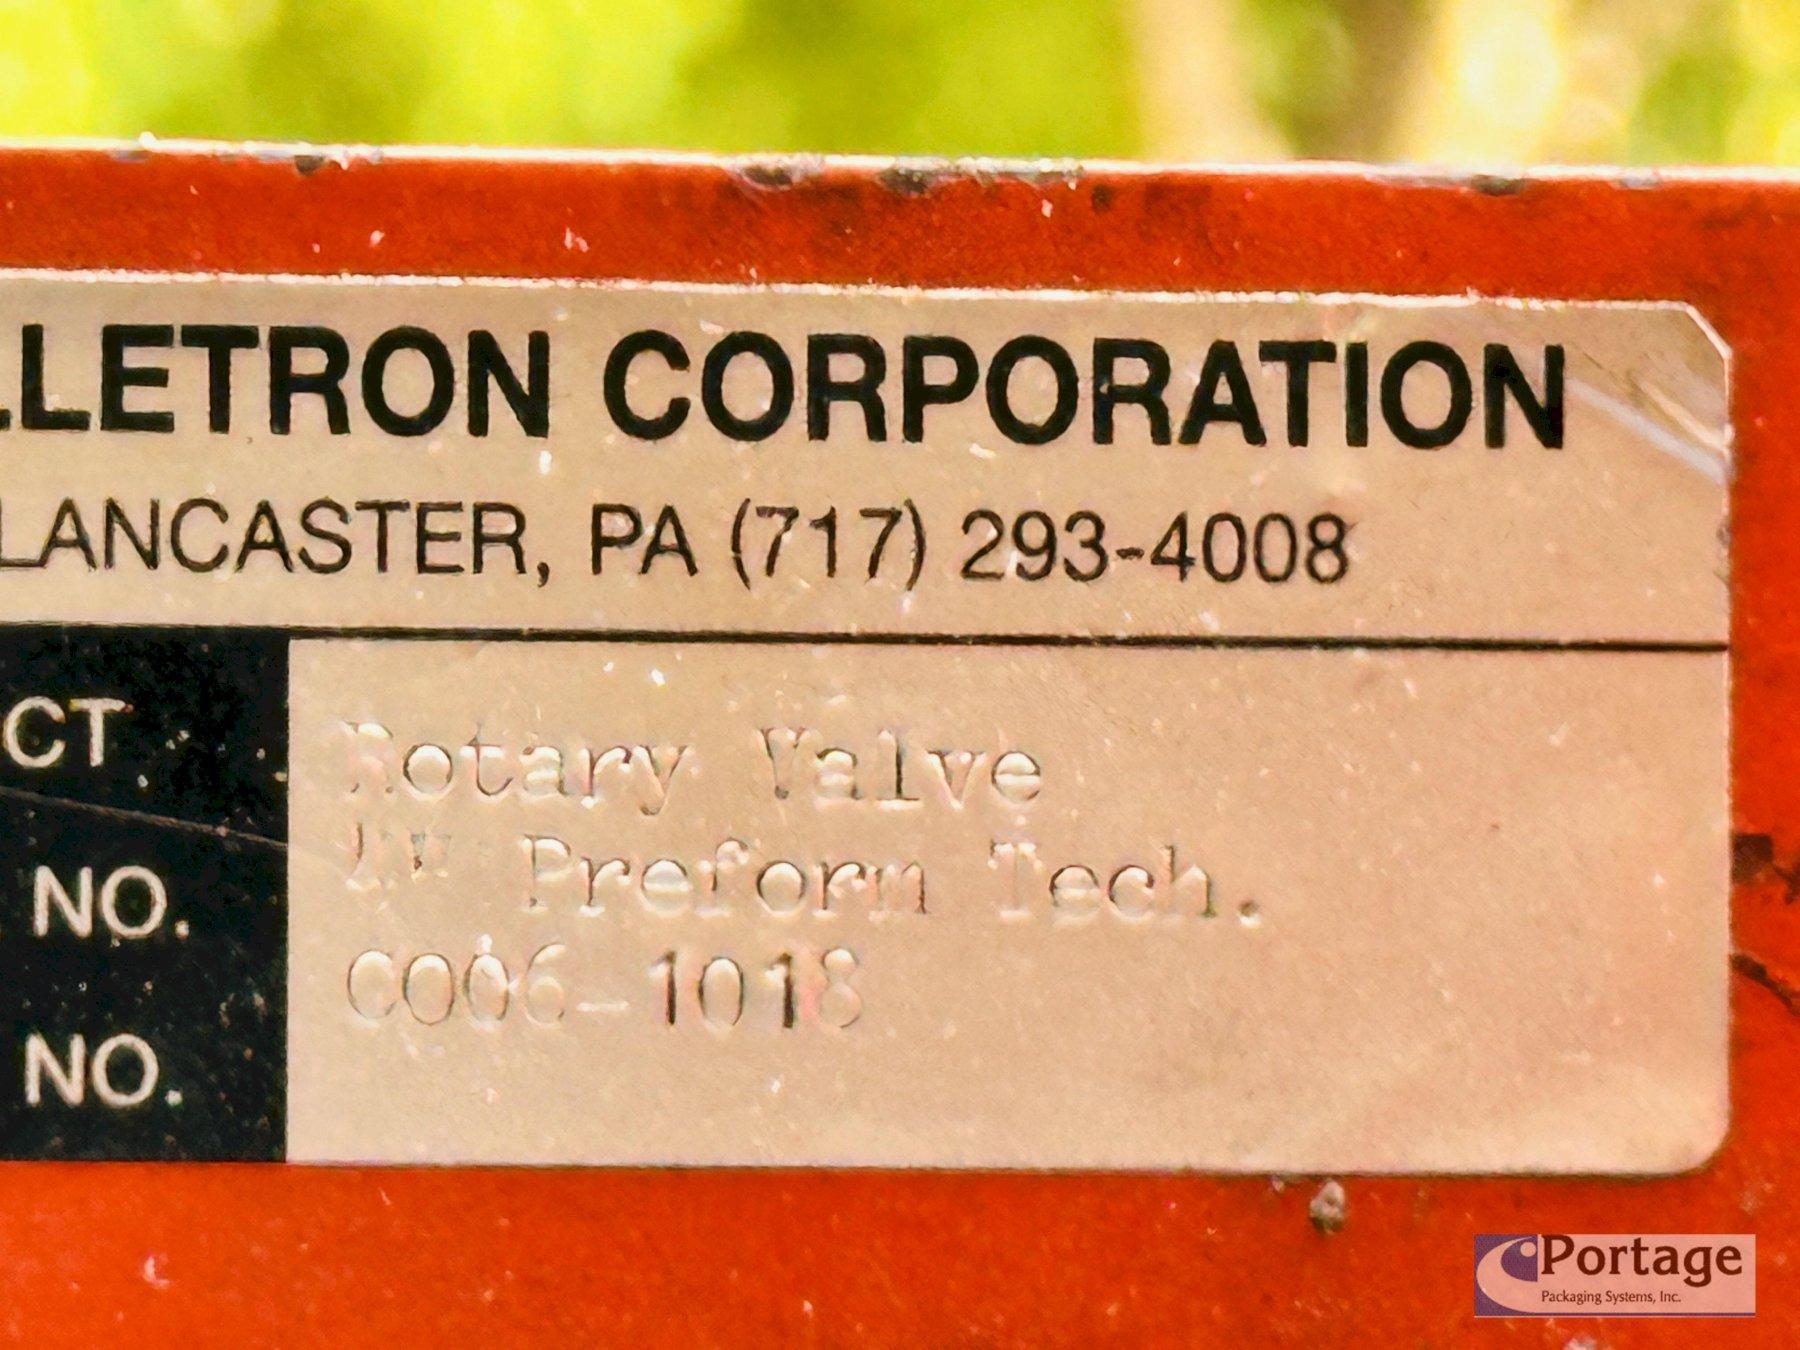 LLETRON CORPORATION
LANCASTER, PA (717) 293-4008
CT Rotary Valve
NO. Preform Tech.
C006-1018
NO.
Portage
Packaging Systems, Inc.